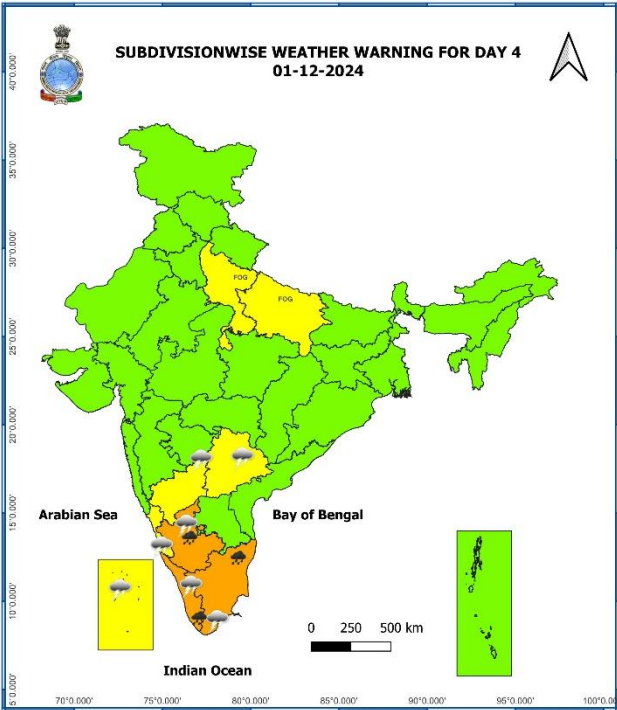 SUBDIVISIONWISE WEATHER WARNING FOR DAY 4
01-12-2024
40°0.000'
35°0.000'
30°0.000'
FOG
FOG
25°0.000'
20°0.000'
Arabian Sea
Bay of Bengal
15°0.000'
10°0.000'
0 250 500 km
Indian Ocean
5°0.000'
70°0.000' 75°0.000' 80°0.000' 85°0.000' 90°0.000' 95°0.000' 100°0.0